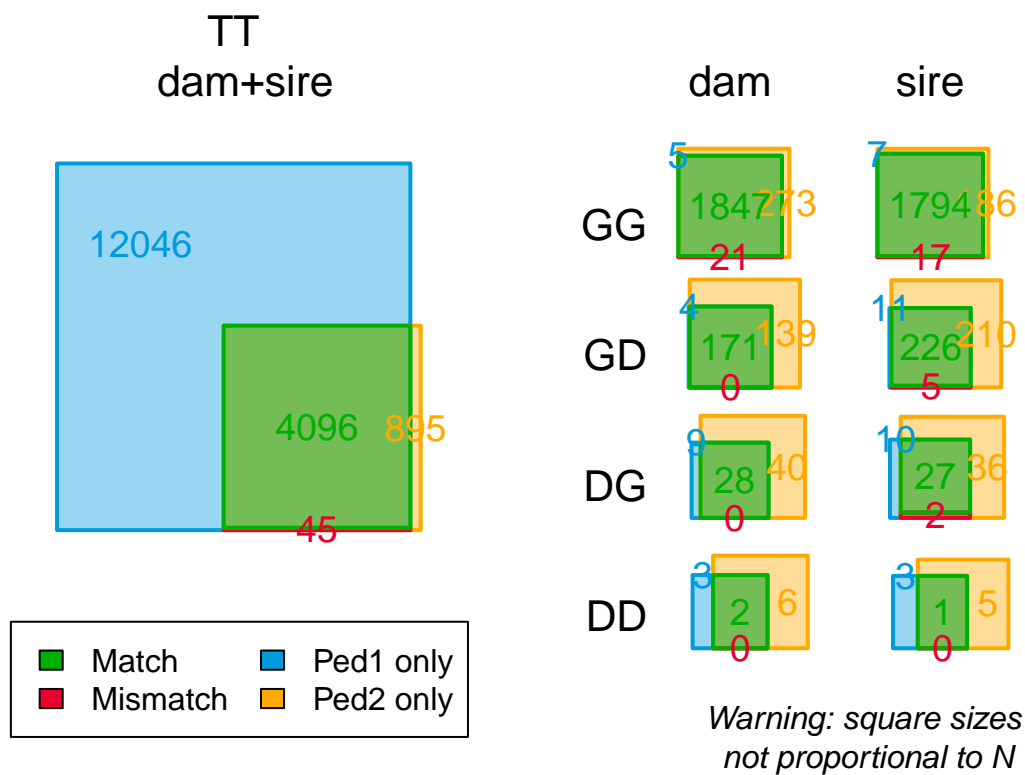 TT
dam+sire
dam
sire
12046
4096
895
45
GG
5
1847
273
21
7
1794
186
17
GD
4
171
139
0
11
226
210
5
DG
9
28
40
0
10
27
36
2
DD
3
2
6
0
3
1
5
0
Match
Ped1 only
Mismatch
Ped2 only
Warning: square sizes
not proportional to N